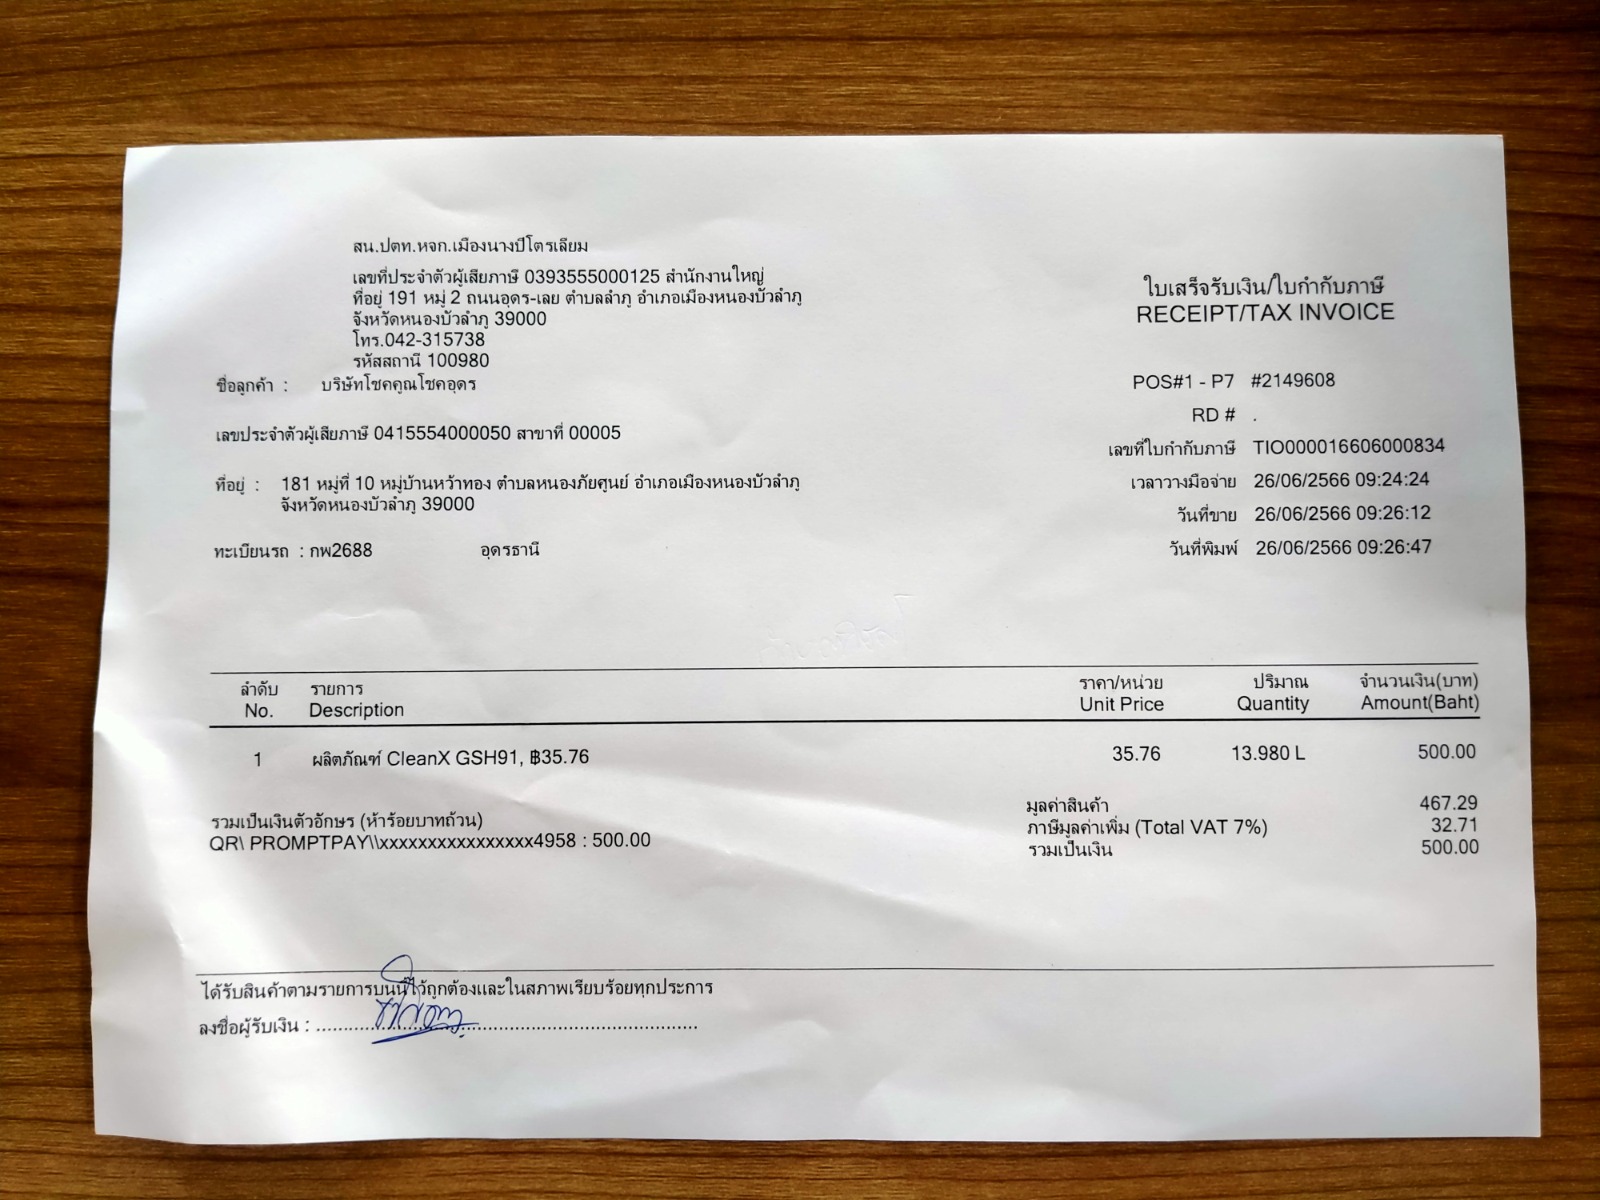 สน.ปตท.หจก.เมืองนางปิโตรเลียม
เลขที่ประจำตัวผู้เสียภาษี 0393555000125 สำนักงานใหญ่
ที่อยู่ 191 หมู่ 2 ถนนอุดร-เลย ตำบลลำภู อำเภอเมืองหนองบัวลำภู
จังหวัดหนองบัวลำภู 39000
โทร.042-315738
รหัสสถานี 100980
ใบเสร็จรับเงิน/ใบกำกับภาษี
RECEIPT/TAX INVOICE
ชื่อลูกค้า : บริษัทโชคคูณโชคอุดร
เลขประจำตัวผู้เสียภาษี 0415554000050 สาขาที่ 00005
ที่อยู่ : 181 หมู่ที่ 10 หมู่บ้านหว้าทอง ตำบลหนองภัยศูนย์ อำเภอเมืองหนองบัวลำภู
จังหวัดหนองบัวลำภู 39000
ทะเบียนรถ : กพ2688 อุดรธานี
POS#1 - P7 #2149608
RD # .
เลขที่ใบกำกับภาษี TIO000016606000834
เวลาวางมือจ่าย 26/06/2566 09:24:24
วันที่ขาย 26/06/2566 09:26:12
วันที่พิมพ์ 26/06/2566 09:26:47
ลำดับ รายการ ราคา/หน่วย ปริมาณ จำนวนเงิน(บาท)
No. Description Unit Price Quantity Amount(Baht)
1 ผลิตภัณฑ์ CleanX GSH91, ฿35.76 35.76 13.980 L 500.00
มูลค่าสินค้า 467.29
รวมเป็นเงินตัวอักษร (ห้าร้อยบาทถ้วน) ภาษีมูลค่าเพิ่ม (Total VAT 7%) 32.71
QR\ PROMPTPAY\\xxxxxxxxxxxxxxxx4958 : 500.00 รวมเป็นเงิน 500.00
ได้รับสินค้าตามรายการบนนี้ไว้ถูกต้องและในสภาพเรียบร้อยทุกประการ
ลงชื่อผู้รับเงิน : ................................................................